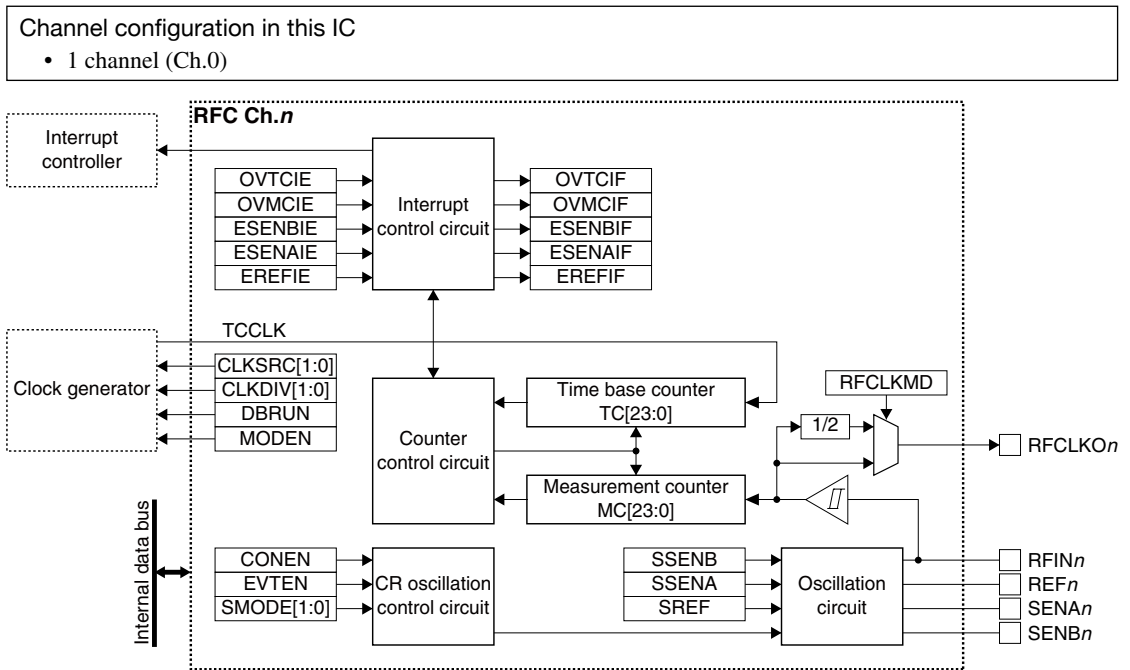 Channel configuration in this IC
• 1 channel (Ch.0)
RFC Ch.n
Interrupt
controller
OVTCIE
OVMCIE
ESENBIE
ESENAIE
EREFIE
Interrupt
control circuit
OVTCIF
OVMCIF
ESENBIF
ESENAIF
EREFIF
TCCLK
Clock generator
CLKSRC[1:0]
CLKDIV[1:0]
DBRUN
MODEN
Counter
control circuit
Time base counter
TC[23:0]
Measurement counter
MC[23:0]
RFCLKMD
1/2
RFCLKOn
Internal data bus
CONEN
EVTEN
SMODE[1:0]
CR oscillation
control circuit
SSENB
SSENA
SREF
Oscillation
circuit
RFINn
REFn
SENAn
SENBn